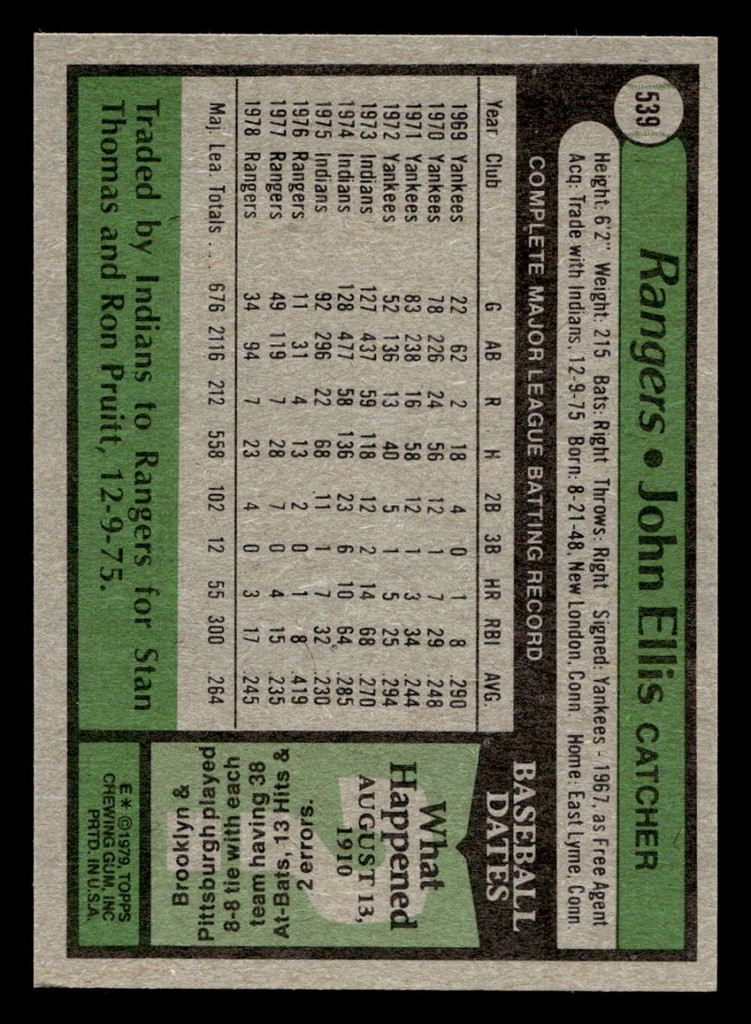 539
Rangers • John Ellis CATCHER
Height: 6'2" Weight: 215 Bats: Right Throws: Right Signed: Yankees - 1967, as Free Agent
Acq: Trade with Indians, 12-9-75 Born: 8-21-48, New London, Conn. Home: East Lyme, Conn.
COMPLETE MAJOR LEAGUE BATTING RECORD
Year Club G AB R H 2B 3B HR RBI AVG.
1969 Yankees 22 62 2 18 4 0 1 8 .290
1970 Yankees 78 226 24 56 12 1 7 29 .248
1971 Yankees 83 238 16 58 12 1 3 34 .244
1972 Yankees 52 136 13 40 5 1 5 25 .294
1973 Indians 127 437 59 118 12 2 14 68 .270
1974 Indians 128 477 58 136 23 6 10 64 .285
1975 Indians 92 296 22 68 11 1 7 32 .230
1976 Rangers 11 31 4 13 2 0 1 8 .419
1977 Rangers 49 119 7 28 7 0 4 15 .235
1978 Rangers 34 94 7 23 4 0 3 17 .245
Maj. Lea. Totals .... 676 2116 212 558 102 12 55 300 .264
Traded by Indians to Rangers for Stan
Thomas and Ron Pruitt, 12-9-75.
BASEBALL
DATES
What
Happened
AUGUST 13,
1910
Brooklyn &
Pittsburgh played
8-8 tie with each
team having 38
At-Bats, 13 Hits &
2 errors.
E* ©1979, TOPPS
CHEWING GUM, INC
PRTD. IN U.S.A.